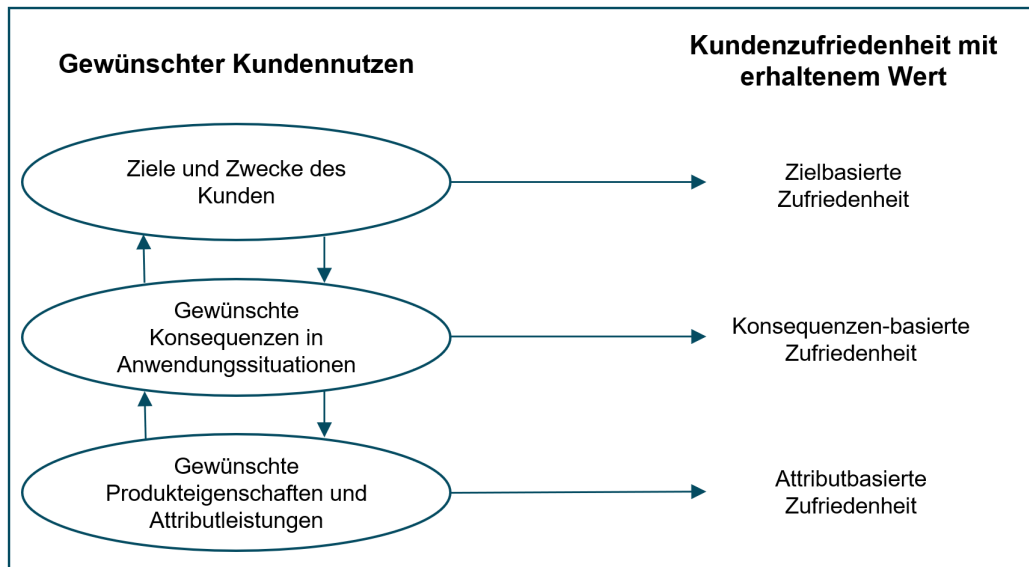 Gewünschter Kundennutzen
Kundenzufriedenheit mit
erhaltenem Wert
Ziele und Zwecke des
Kunden
Zielbasierte
Zufriedenheit
Gewünschte
Konsequenzen in
Anwendungssituationen
Konsequenzen-basierte
Zufriedenheit
Gewünschte
Produkteigenschaften und
Attributleistungen
Attributbasierte
Zufriedenheit